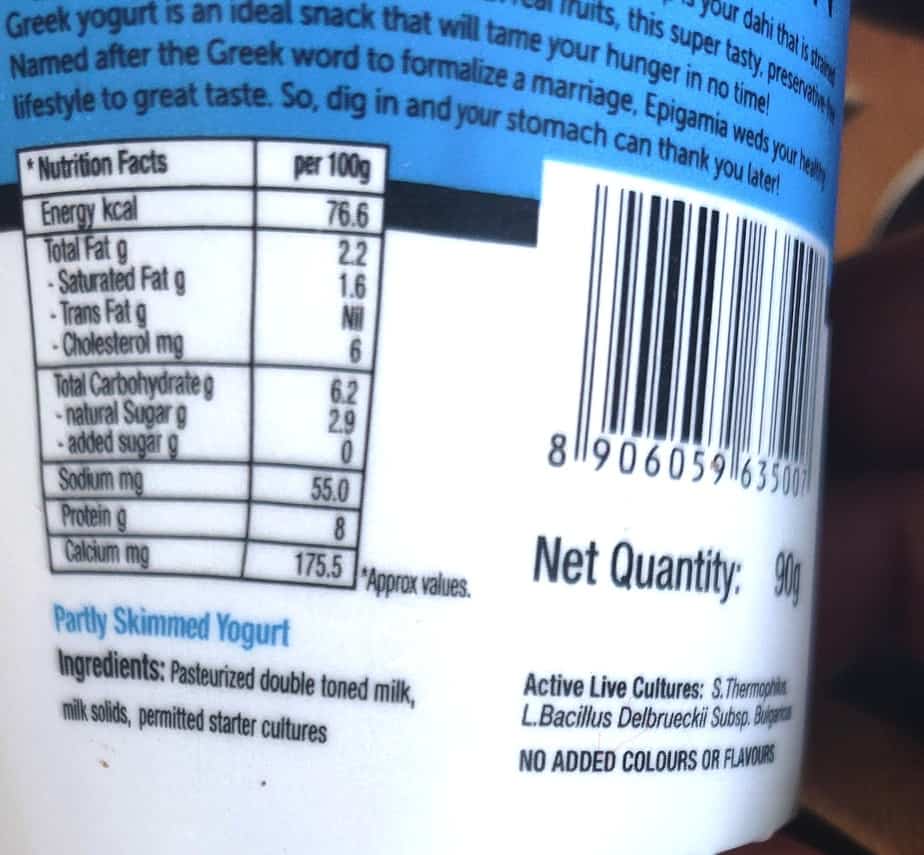 fruits, this super tasty, preservative
your dahi that is strained
Greek yogurt is an ideal snack that will tame your hunger in no time!
Named after the Greek word to formalize a marriage, Epigamia weds your healthy
lifestyle to great taste. So, dig in and your stomach can thank you later!
* Nutrition Facts per 100g
Energy kcal 76.6
Total Fat g 2.2
- Saturated Fat g 1.6
- Trans Fat g Nil
- Cholesterol mg 6
Total Carbohydrate g 6.2
- natural Sugar g 2.9
- added sugar g 0
Sodium mg 55.0
Protein g 8
Calcium mg 175.5
*Approx values.
Partly Skimmed Yogurt
Ingredients: Pasteurized double toned milk,
milk solids, permitted starter cultures
8 906059 635007
Net Quantity: 90g
Active Live Cultures: S.Thermophilus
L.Bacillus Delbrueckii Subsp. Bulgaricus
NO ADDED COLOURS OR FLAVOURS